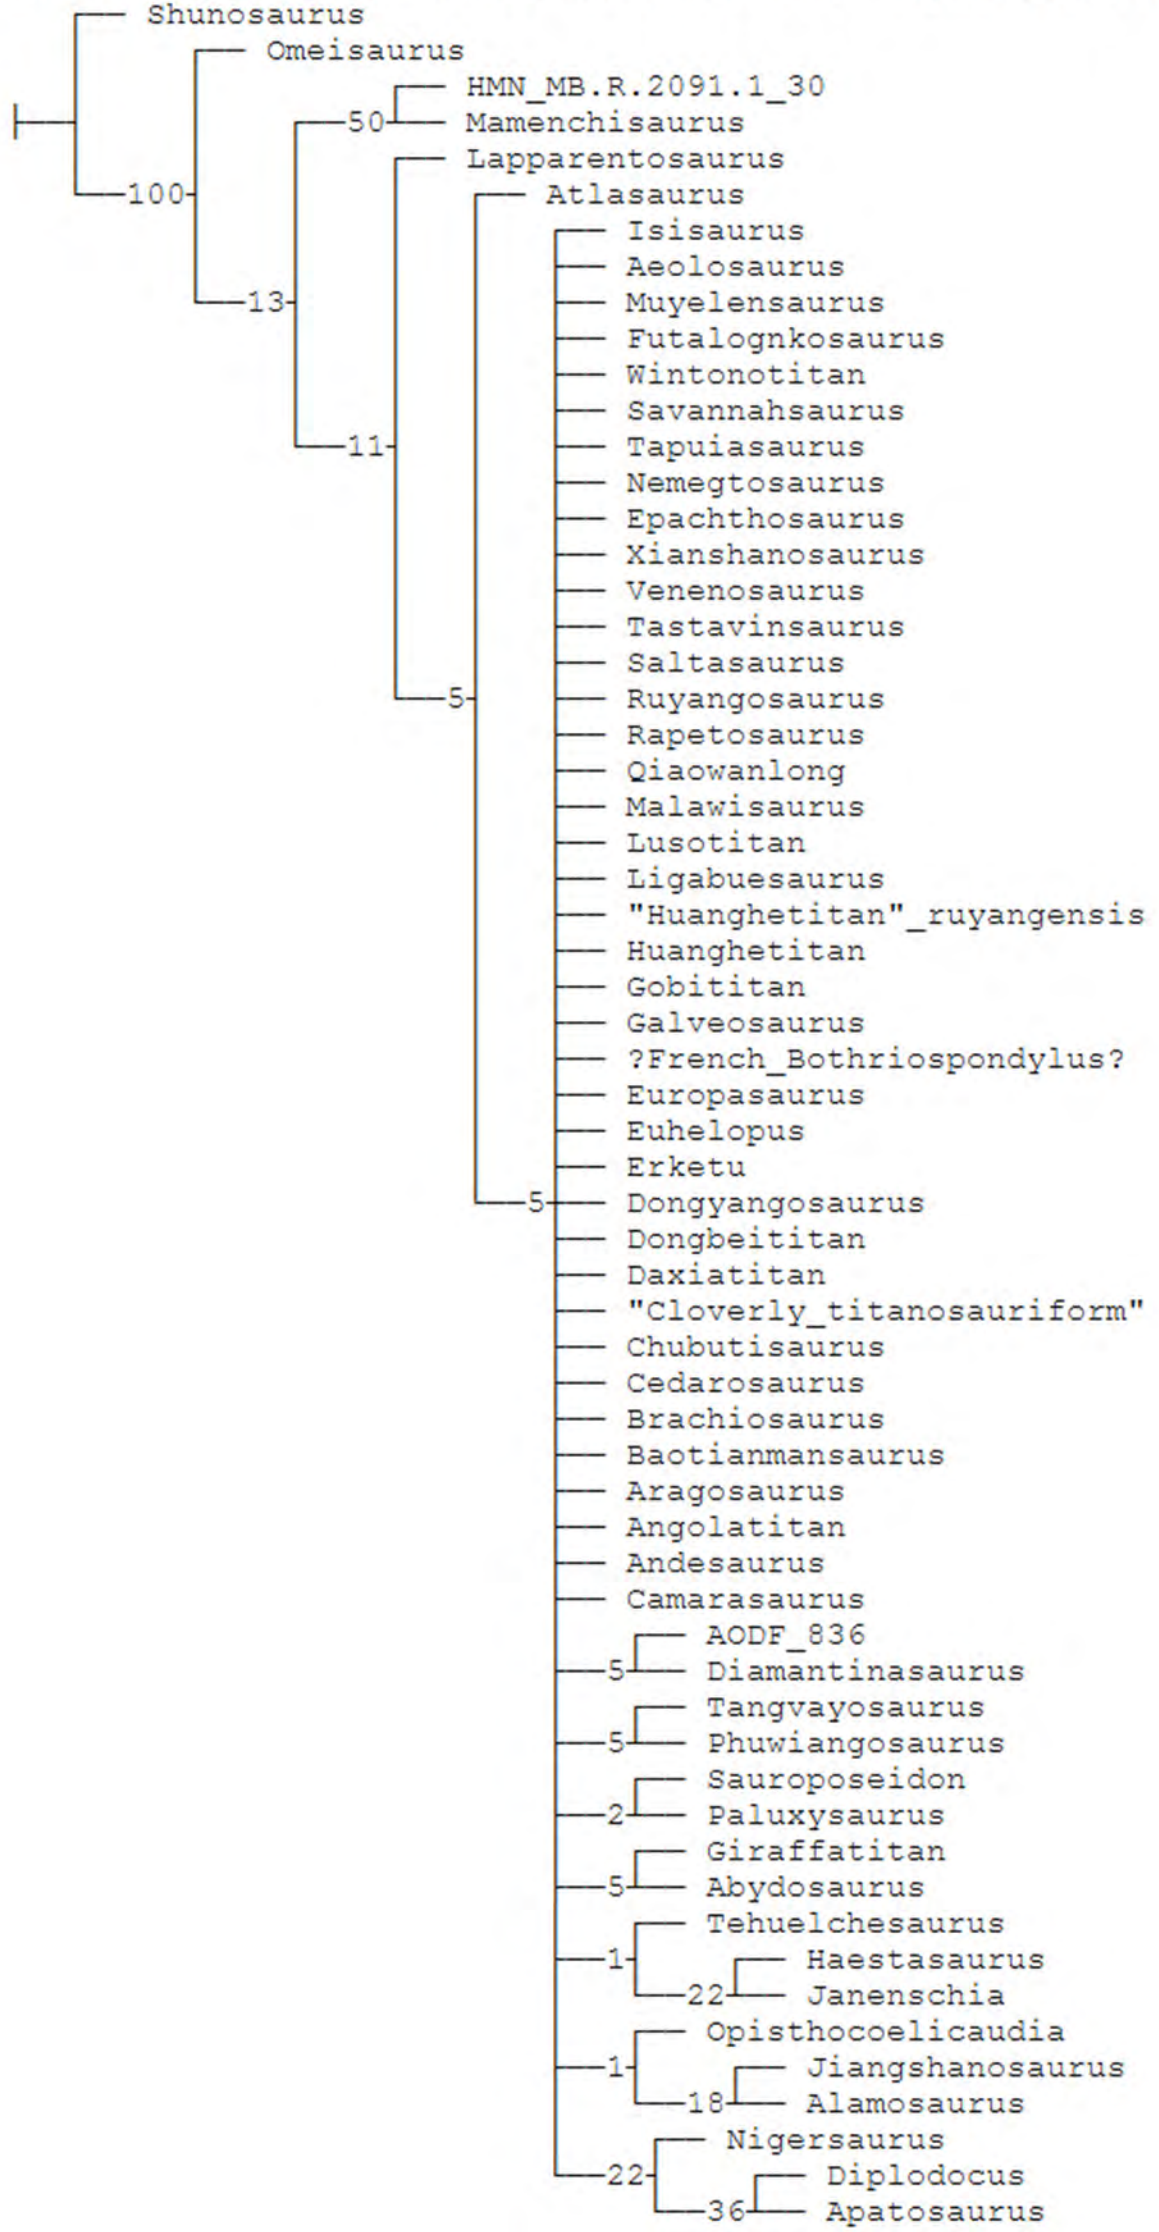 Shunosaurus
Omeisaurus
HMN_MB.R.2091.1_30
50 Mamenchisaurus
Lapparentosaurus
100 Atlasaurus
Isisaurus
Aeolosaurus
13 Muyelensaurus
Futalognkosaurus
Wintonotitan
Savannahsaurus
11 Tapuiasaurus
Nemegtosaurus
Epachthosaurus
Xianshanosaurus
Venenosaurus
Tastavinsaurus
Saltasaurus
5 Ruyangosaurus
Rapetosaurus
Qiaowanlong
Malawisaurus
Lusotitan
Ligabuesaurus
"Huanghetitan"_ruyangensis
Huanghetitan
Gobititan
Galveosaurus
?French_Bothriospondylus?
Europasaurus
Euhelopus
Erketu
5 Dongyangosaurus
Dongbeititan
Daxiatitan
"Cloverly_titanosauriform"
Chubutisaurus
Cedarosaurus
Brachiosaurus
Baotianmansaurus
Aragosaurus
Angolatitan
Andesaurus
Camarasaurus
AODF_836
5 Diamantinasaurus
Tangvayosaurus
5 Phuwiangosaurus
Sauroposeidon
2 Paluxysaurus
Giraffatitan
5 Abydosaurus
Tehuelchesaurus
1 Haestasaurus
22 Janenschia
Opisthocoelicaudia
1 Jiangshanosaurus
18 Alamosaurus
Nigersaurus
22 Diplodocus
36 Apatosaurus